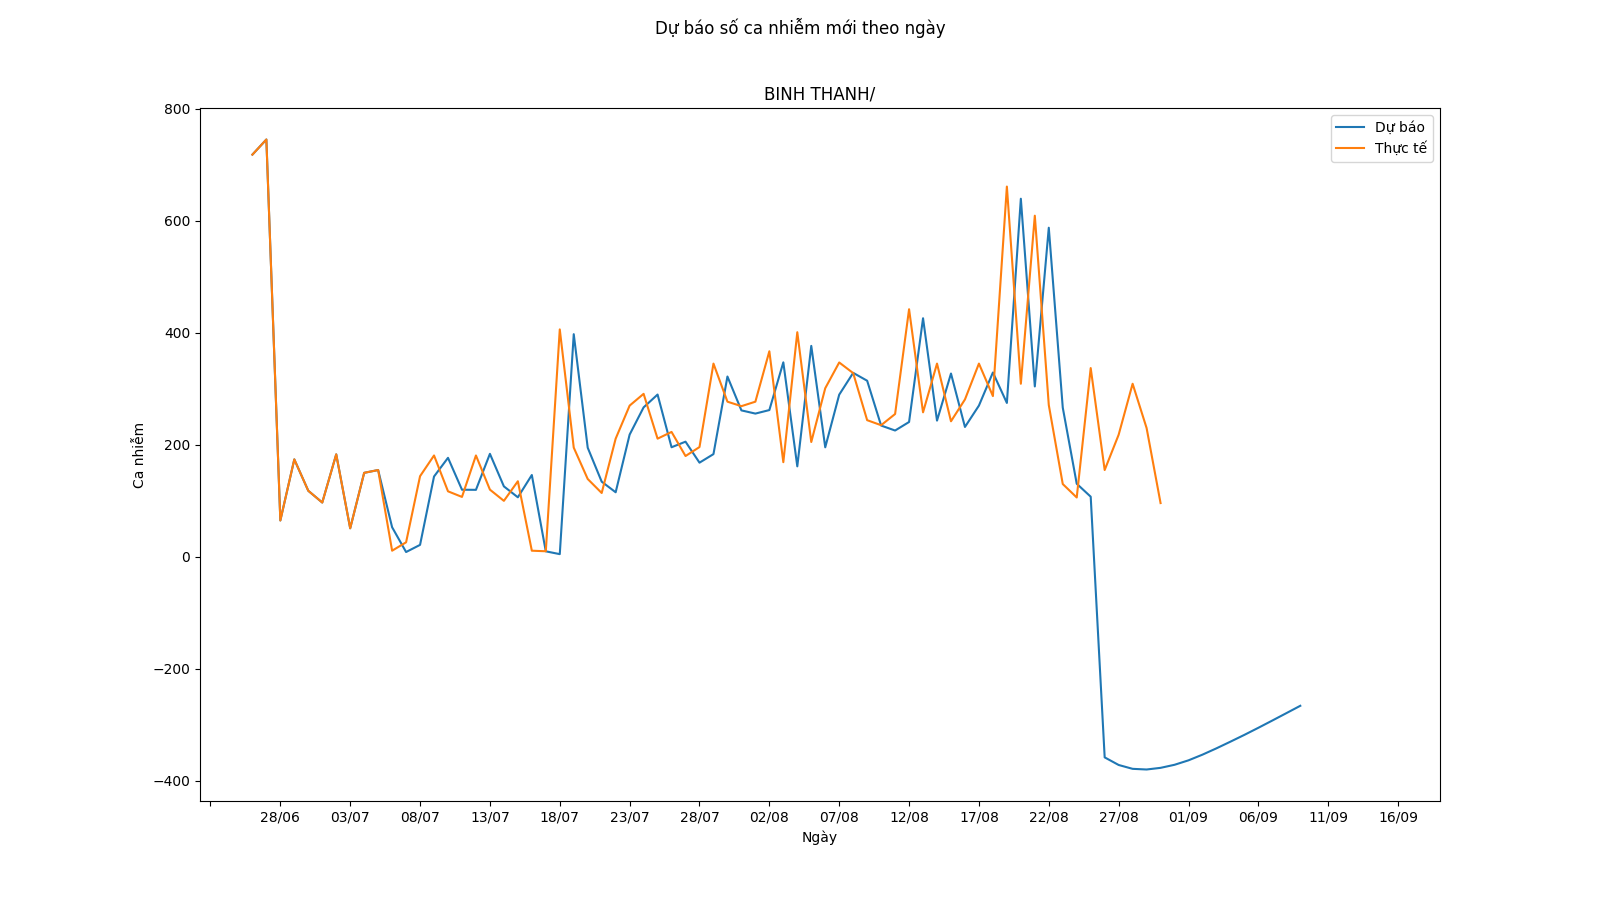 Dự báo số ca nhiễm mới theo ngày
BINH THANH/
Dự báo
Thực tế
800
600
400
200
0
−200
−400
Ca nhiễm
28/06 03/07 08/07 13/07 18/07 23/07 28/07 02/08 07/08 12/08 17/08 22/08 27/08 01/09 06/09 11/09 16/09
Ngày